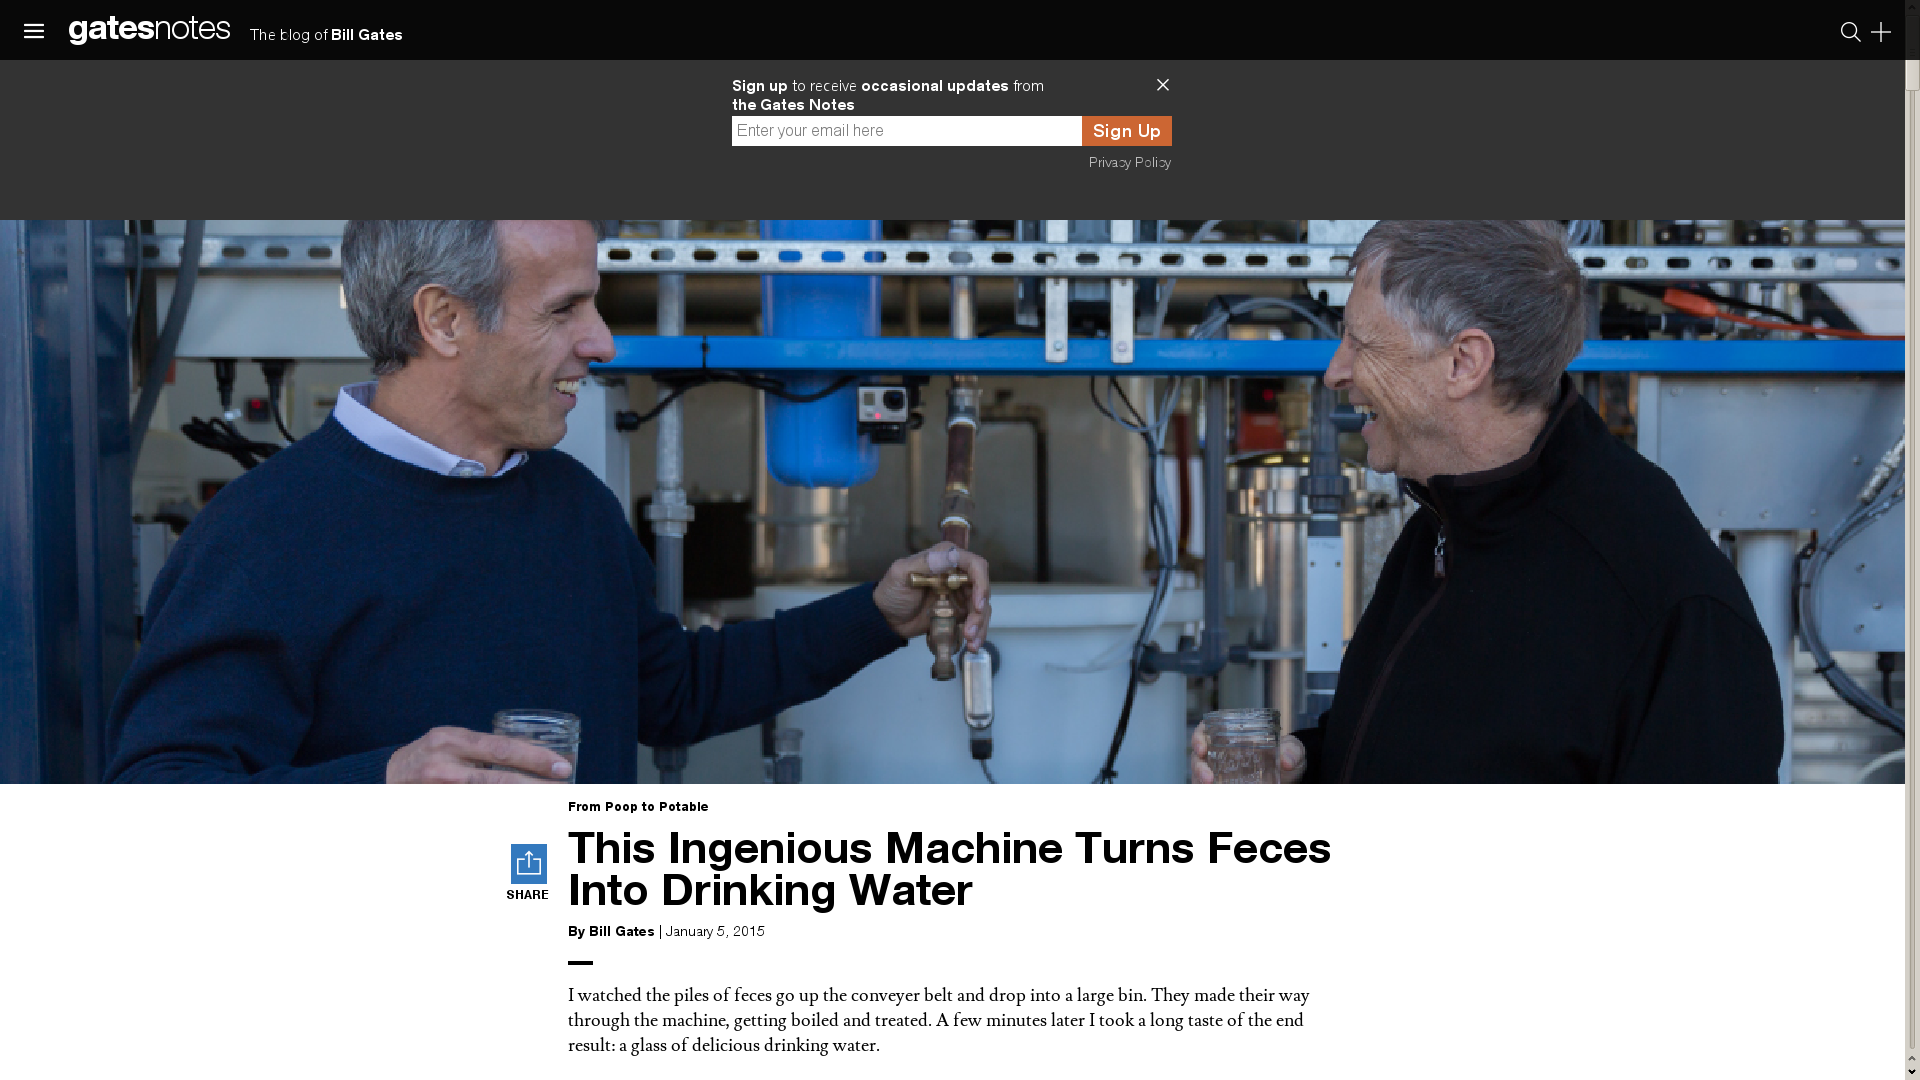 gatesnotes The blog of Bill Gates
Sign up to receive occasional updates from
the Gates Notes
Enter your email here Sign Up
Privacy Policy
From Poop to Potable
This Ingenious Machine Turns Feces
Into Drinking Water
SHARE
By Bill Gates | January 5, 2015
I watched the piles of feces go up the conveyer belt and drop into a large bin. They made their way
through the machine, getting boiled and treated. A few minutes later I took a long taste of the end
result: a glass of delicious drinking water.